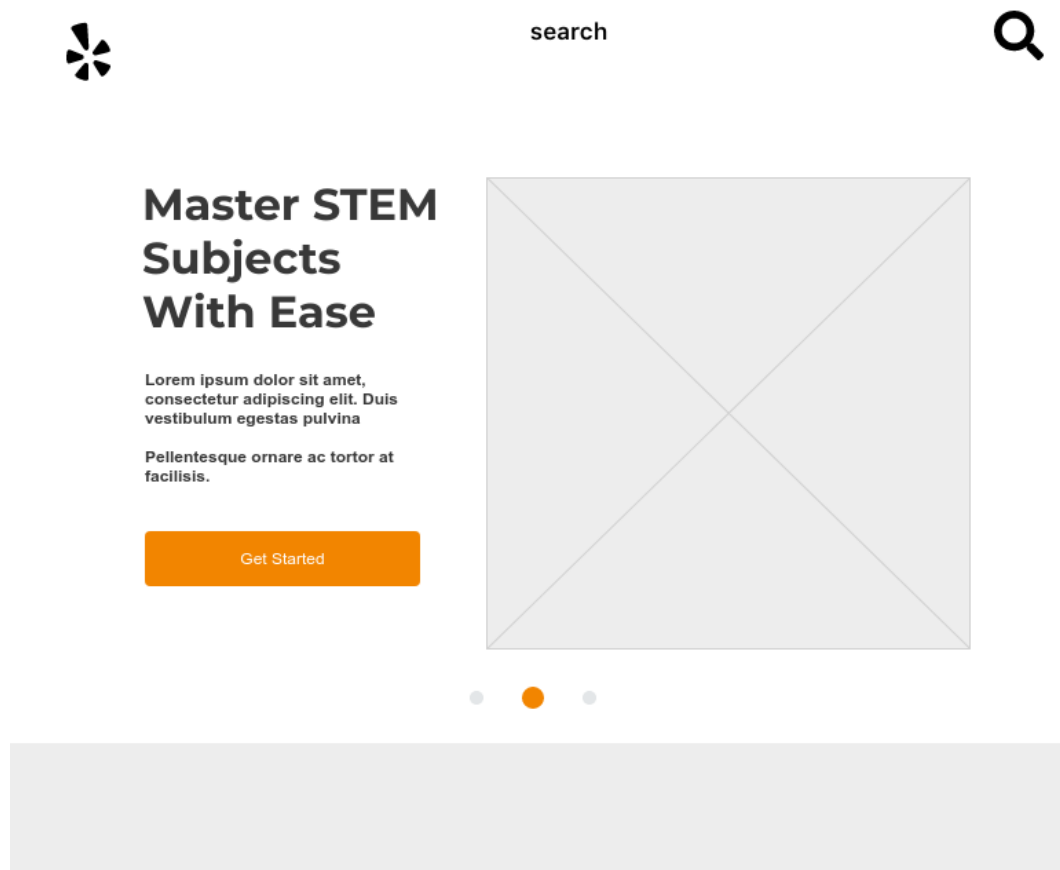 search
Master STEM
Subjects
With Ease
Lorem ipsum dolor sit amet,
consectetur adipiscing elit. Duis
vestibulum egestas pulvina
Pellentesque ornare ac tortor at
facilisis.
Get Started